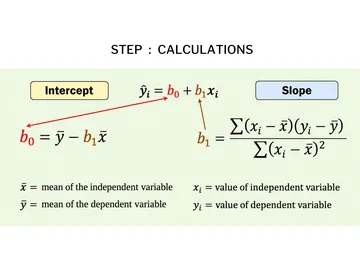 STEP : CALCULATIONS
Intercept
ŷᵢ = b₀ + b₁xᵢ
Slope
b₀ = ȳ − b₁x̄
b₁ = ∑(xᵢ − x̄)(yᵢ − ȳ) / ∑(xᵢ − x̄)²
x̄ = mean of the independent variable
xᵢ = value of independent variable
ȳ = mean of the dependent variable
yᵢ = value of dependent variable